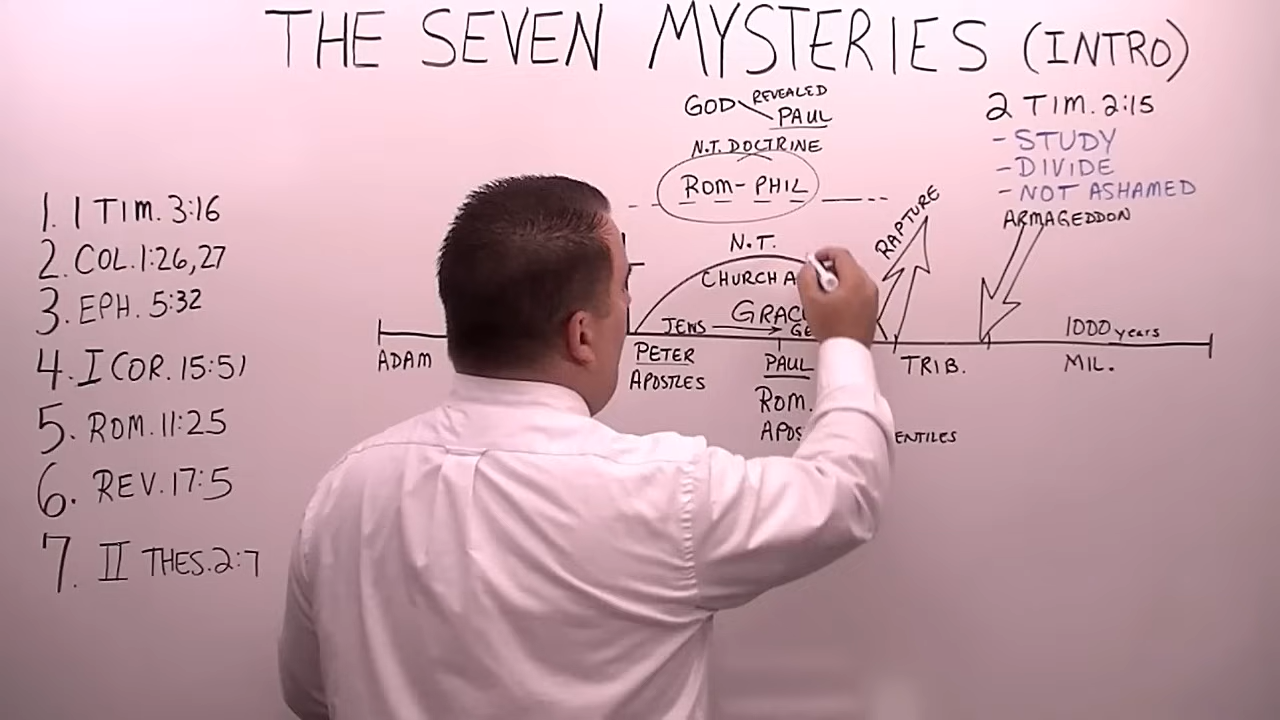 THE SEVEN MYSTERIES (INTRO)
1. 1 TIM. 3:16
2. COL. 1:26,27
3. EPH. 5:32
4. I COR. 15:51
5. ROM. 11:25
6. REV. 17:5
7. II THES. 2:7
GOD REVEALED
PAUL
N.T. DOCTRINE
ROM- PHIL
N.T.
CHURCH A
GRAC
JEWS
GE
ADAM
PETER
APOSTLES
PAUL
ROM.
APOS
ENTILES
RAPTURE
TRIB.
2 TIM. 2:15
- STUDY
- DIVIDE
- NOT ASHAMED
ARMAGEDDON
1000 years
MIL.